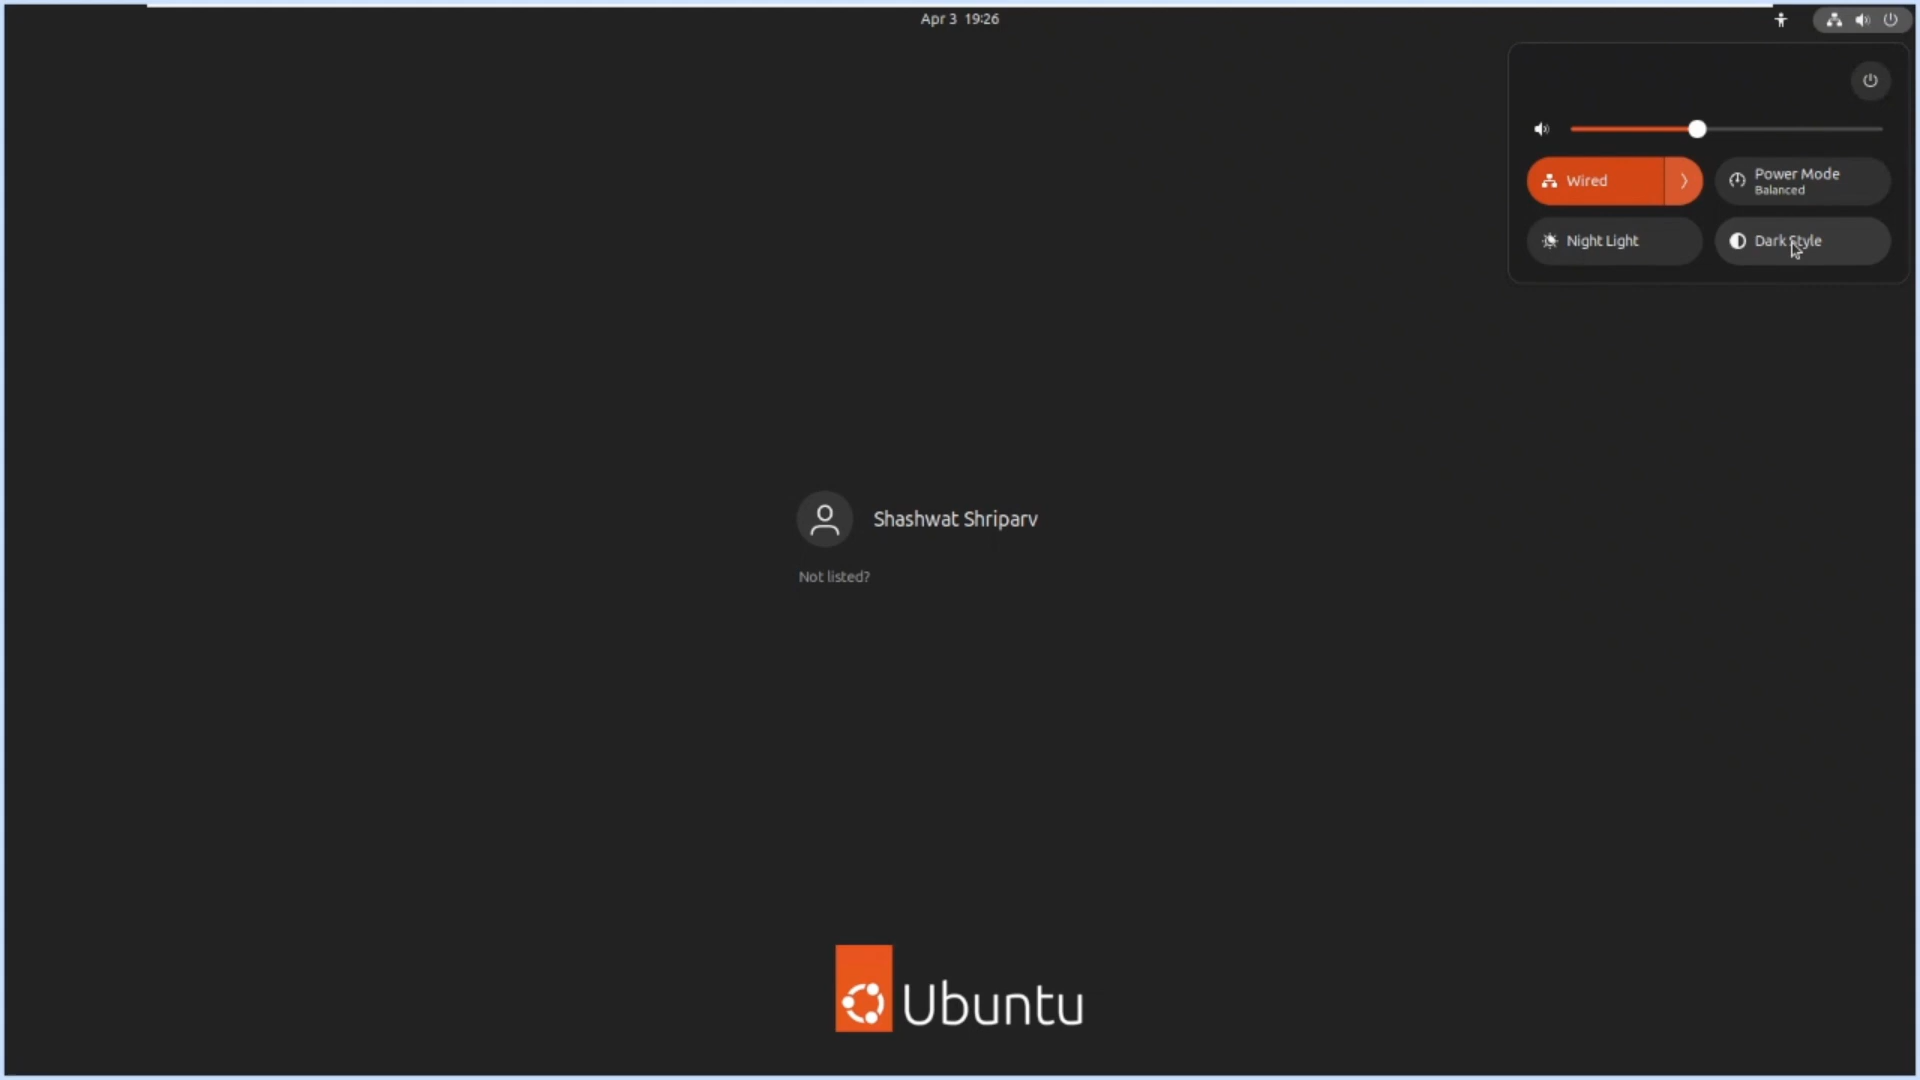 Apr 3 19:26
Wired
Power Mode
Balanced
Night Light
Dark Style
Shashwat Shriparv
Not listed?
Ubuntu